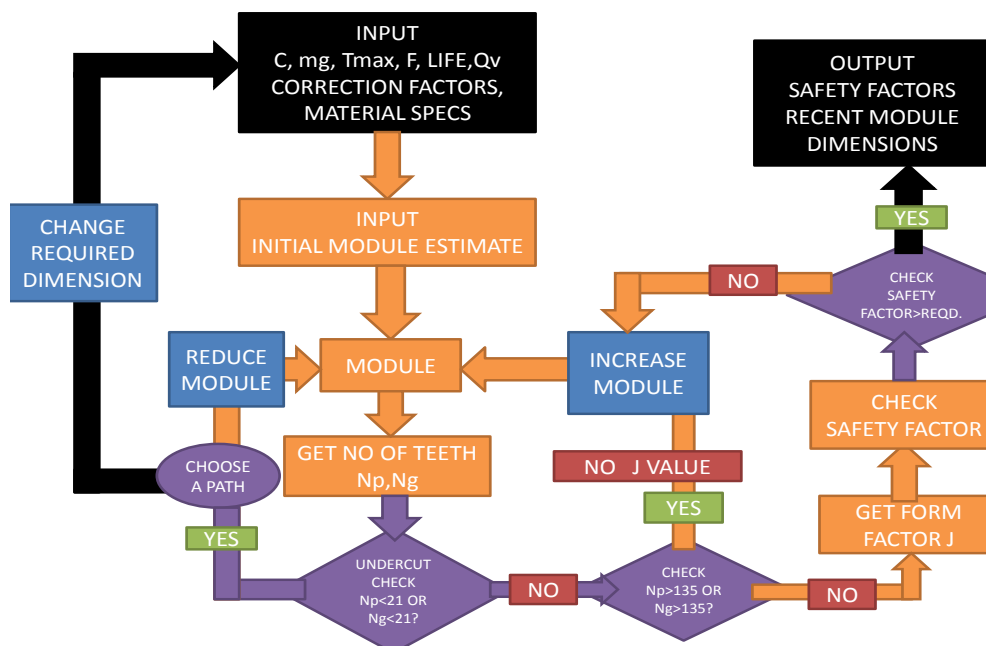 INPUT
C, mg, Tmax, F, LIFE,Qv
CORRECTION FACTORS,
MATERIAL SPECS
OUTPUT
SAFETY FACTORS
RECENT MODULE
DIMENSIONS
YES
CHANGE
REQUIRED
DIMENSION
INPUT
INITIAL MODULE ESTIMATE
NO
CHECK
SAFETY
FACTOR>REQD.
REDUCE
MODULE
MODULE
INCREASE
MODULE
CHECK
SAFETY FACTOR
CHOOSE
A PATH
GET NO OF TEETH
Np,Ng
NO J VALUE
YES
GET FORM
FACTOR J
YES
UNDERCUT
CHECK
Np<21 OR
Ng<21?
NO
CHECK
Np>135 OR
Ng>135?
NO